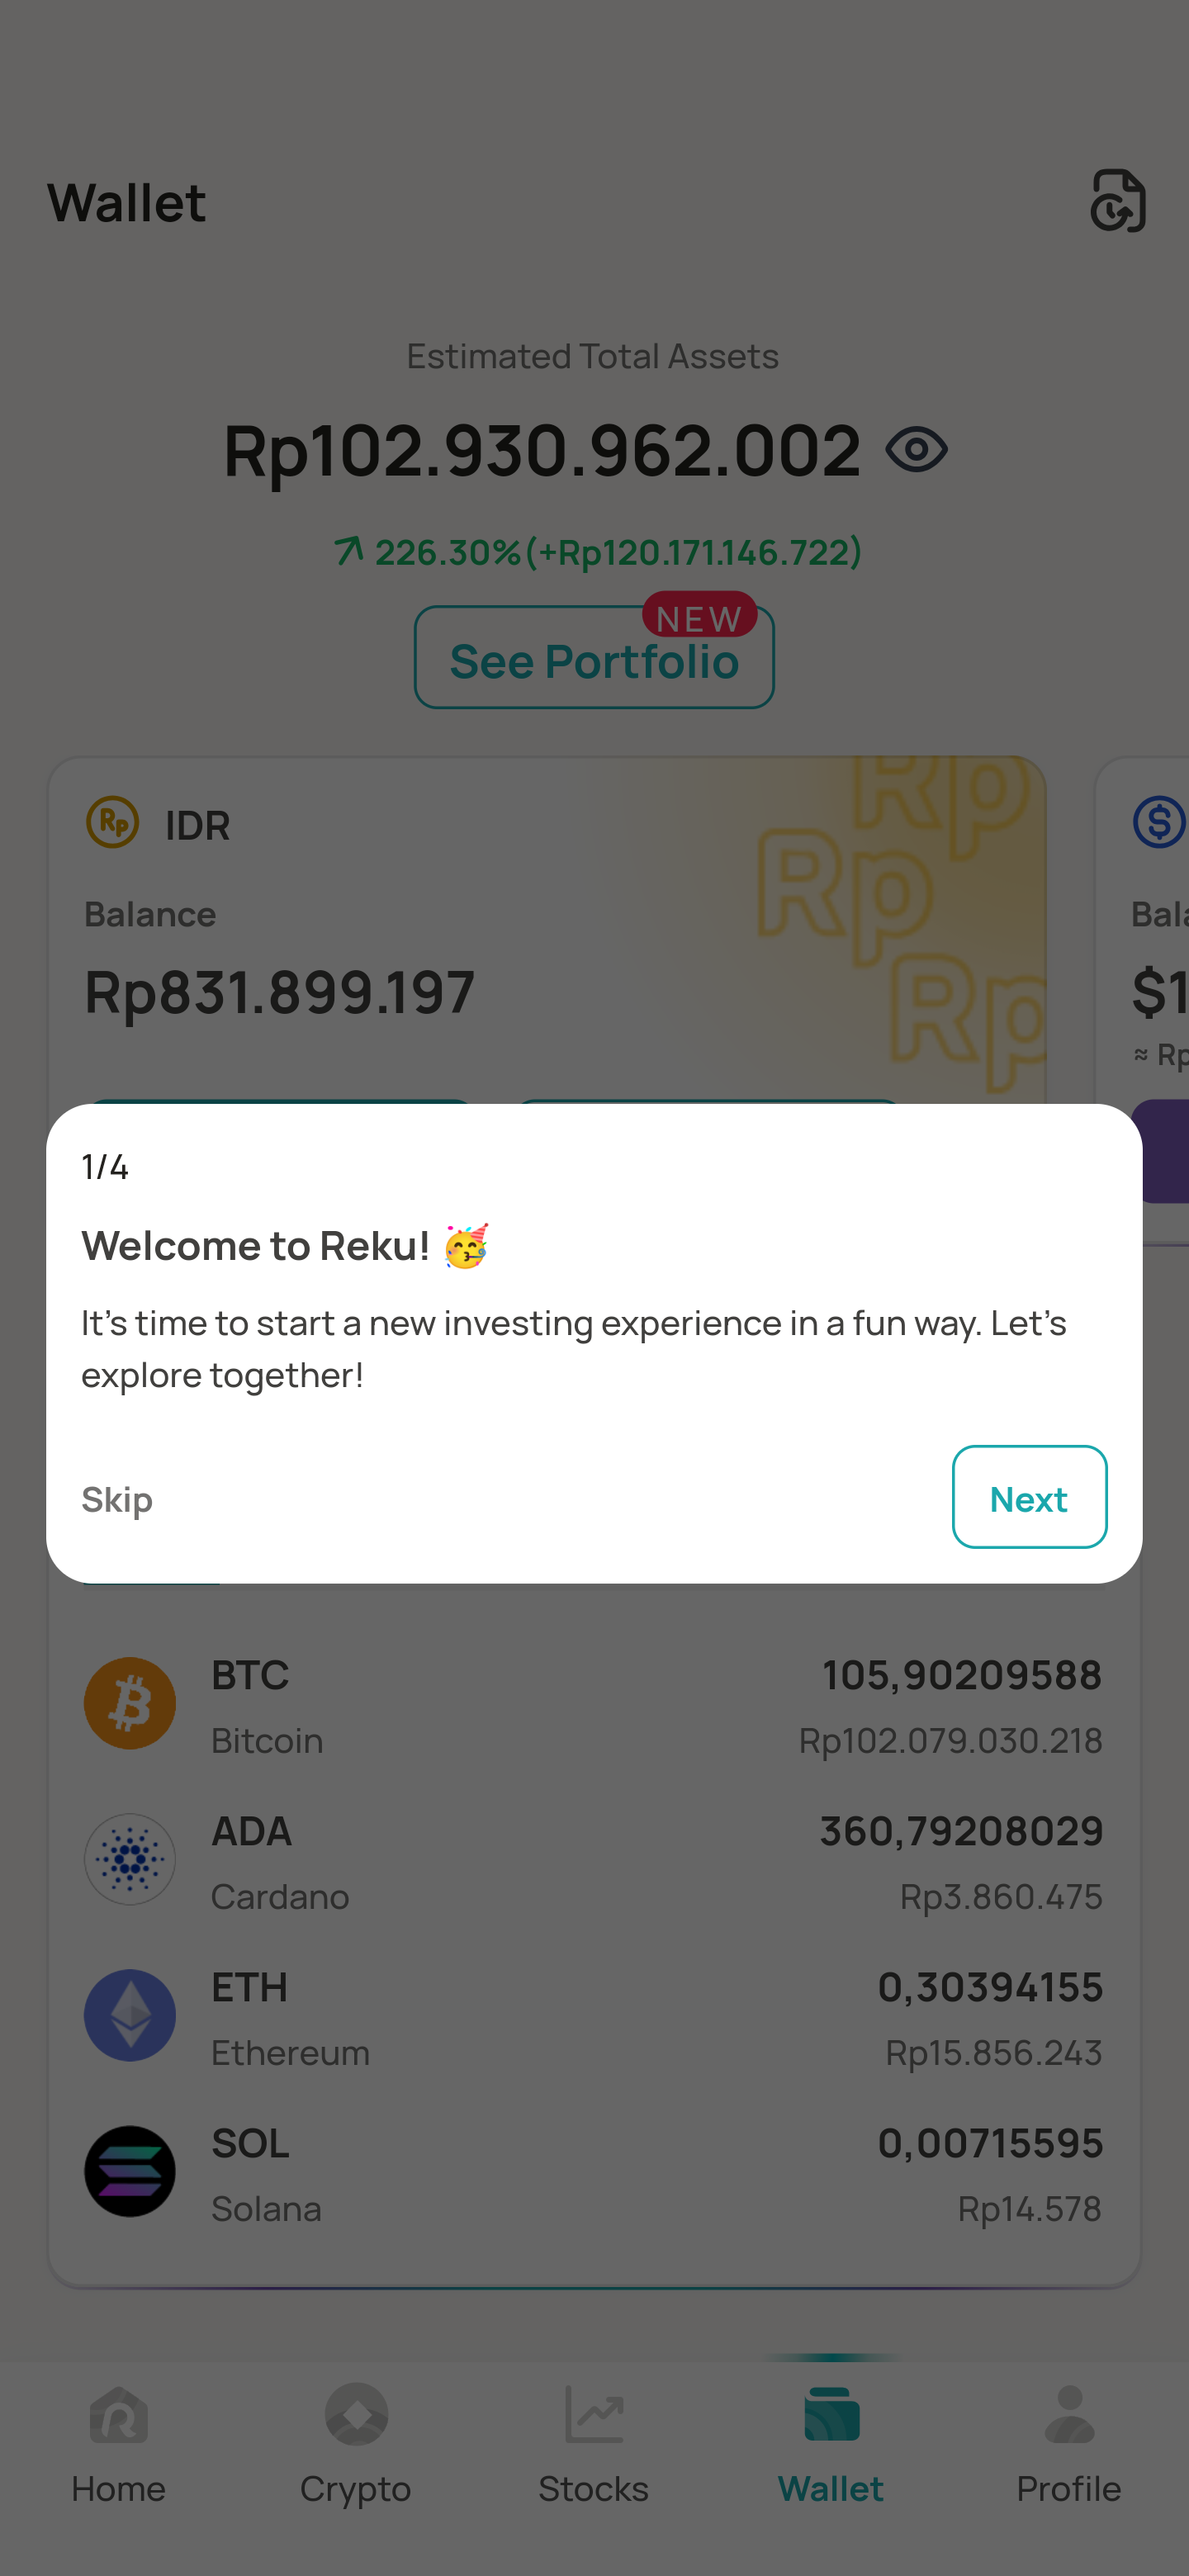 Wallet
Estimated Total Assets
Rp102.930.962.002
226.30%(+Rp120.171.146.722)
NEW
See Portfolio
Rp
Rp
Rp
Rp
IDR
Balance
Rp831.899.197
$
Bala
$1
≈ Rp
1/4
Welcome to Reku! 🥳
It's time to start a new investing experience in a fun way. Let's
explore together!
Skip
Next
BTC
105,90209588
Bitcoin
Rp102.079.030.218
ADA
360,79208029
Cardano
Rp3.860.475
ETH
0,30394155
Ethereum
Rp15.856.243
SOL
0,00715595
Solana
Rp14.578
Home
Crypto
Stocks
Wallet
Profile